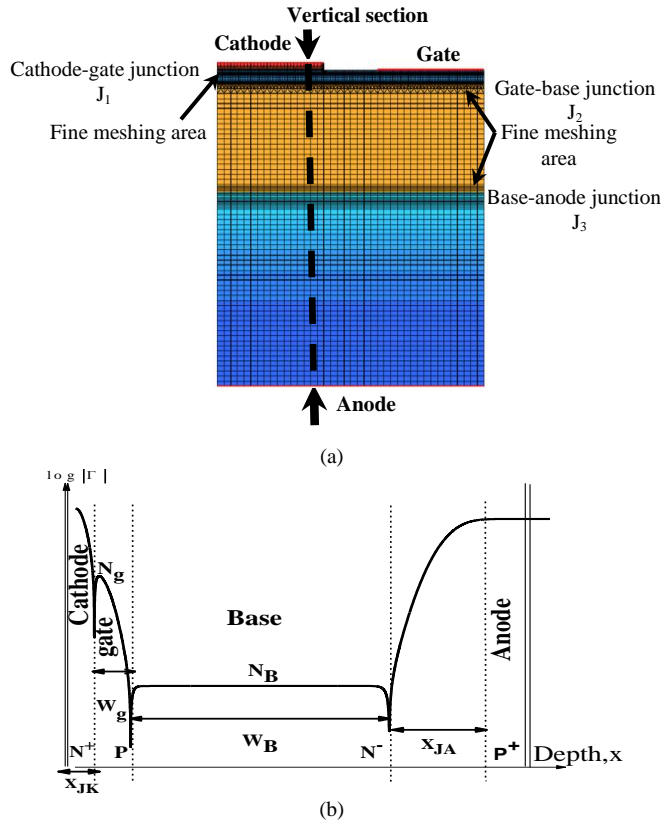 Vertical section
Cathode
Gate
Cathode-gate junction
J1
Fine meshing area
Gate-base junction
J2
Fine meshing
area
Base-anode junction
J3
Anode
(a)
log |Γ|
Cathode
Ng
gate
Base
Anode
NB
Wg
WB
XJA
N+
P
N-
P+
Depth,x
XJK
(b)